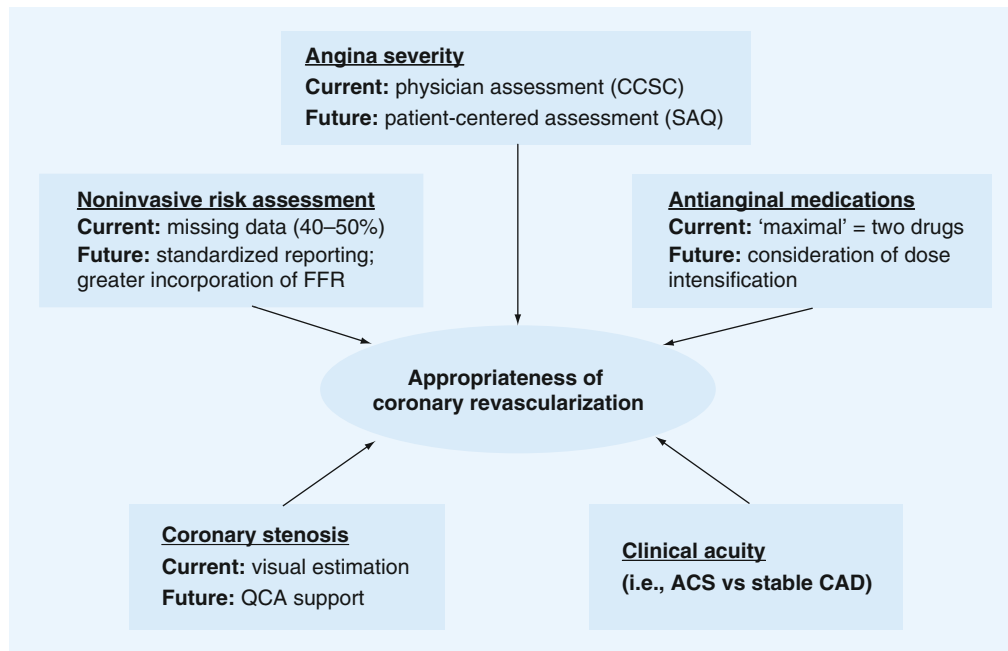 Angina severity
Current: physician assessment (CCSC)
Future: patient-centered assessment (SAQ)
Noninvasive risk assessment
Current: missing data (40–50%)
Future: standardized reporting;
greater incorporation of FFR
Antianginal medications
Current: ‘maximal’ = two drugs
Future: consideration of dose
intensification
Appropriateness of
coronary revascularization
Coronary stenosis
Current: visual estimation
Future: QCA support
Clinical acuity
(i.e., ACS vs stable CAD)